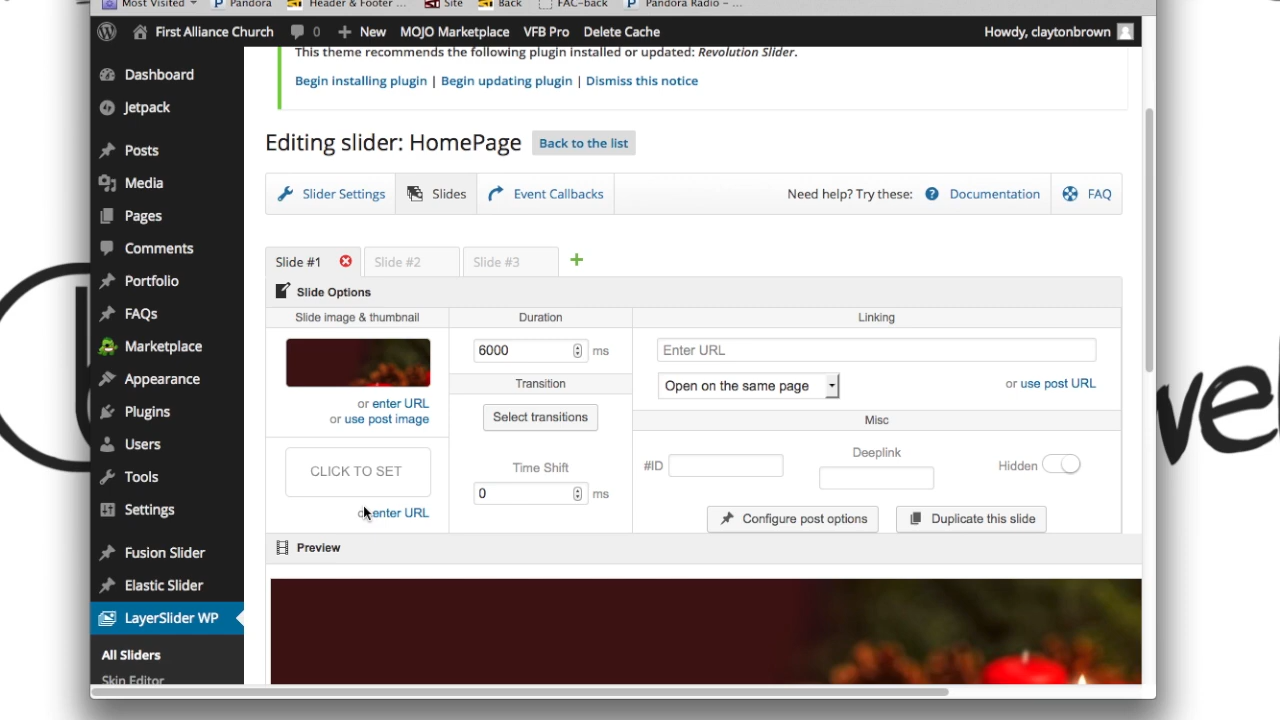 Most Visited Pandora Header & Footer ... Site Back FAC-back Pandora Radio – ...
First Alliance Church 0 New MOJO Marketplace VFB Pro Delete Cache Howdy, claytonbrown
This theme recommends the following plugin installed or updated: Revolution Slider.
Begin installing plugin | Begin updating plugin | Dismiss this notice
Dashboard
Jetpack
Posts
Media
Pages
Comments
Portfolio
FAQs
Marketplace
Appearance
Plugins
Users
Tools
Settings
Fusion Slider
Elastic Slider
LayerSlider WP
All Sliders
Skin Editor
Editing slider: HomePage Back to the list
Slider Settings Slides Event Callbacks Need help? Try these: Documentation FAQ
Slide #1 Slide #2 Slide #3
Slide Options
Slide image & thumbnail Duration Linking
6000 ms Enter URL
Transition Open on the same page or use post URL
or enter URL
or use post image Select transitions Misc
CLICK TO SET Time Shift #ID Deeplink Hidden
0 ms
enter URL Configure post options Duplicate this slide
Preview
wel